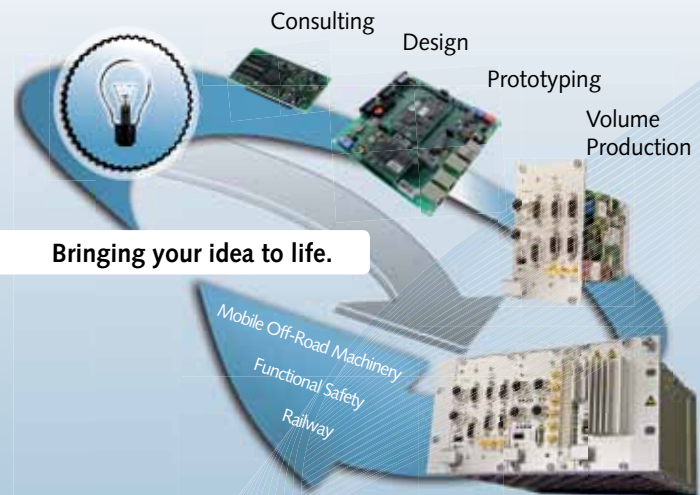 Consulting
Design
Prototyping
Volume
Production
Bringing your idea to life.
Mobile Off-Road Machinery
Functional Safety
Railway